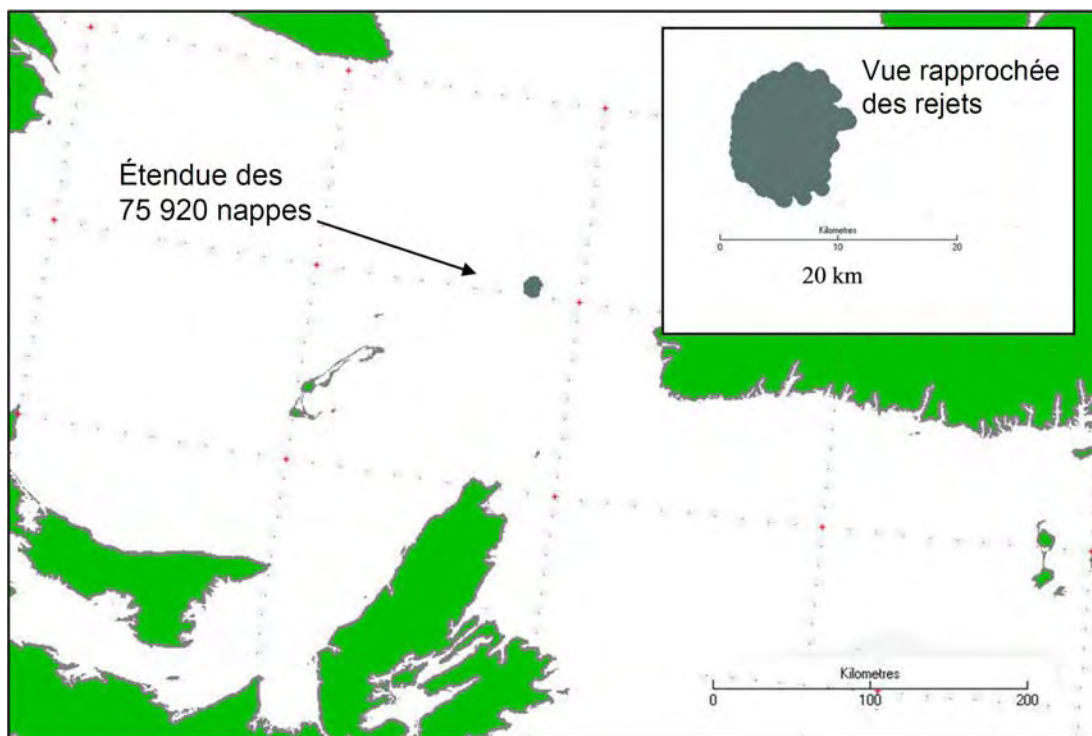 Vue rapprochée
des rejets
Étendue des
75 920 nappes
Kilometres
0 10 20
20 km
Kilometres
0 100 200